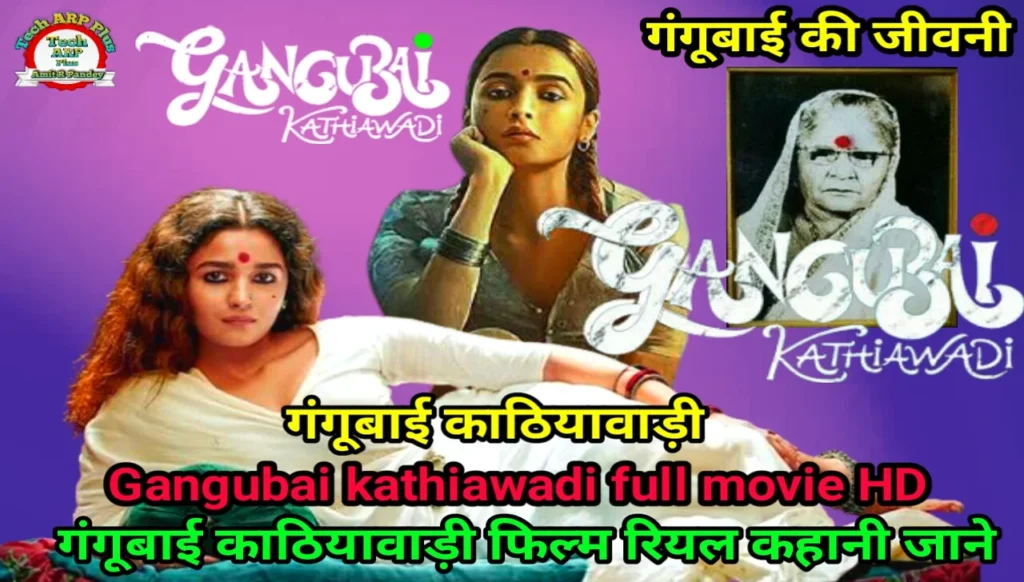 Tech ARP Plus
Tech
ARP
Plus
Amit R Pandey
गंगूबाई की जीवनी
GANGUBAI
KATHIAWADI
GANGUBAI
KATHIAWADI
गंगूबाई काठियावाड़ी
Gangubai kathiawadi full movie HD
गंगूबाई काठियावाड़ी फिल्म रियल कहानी जाने